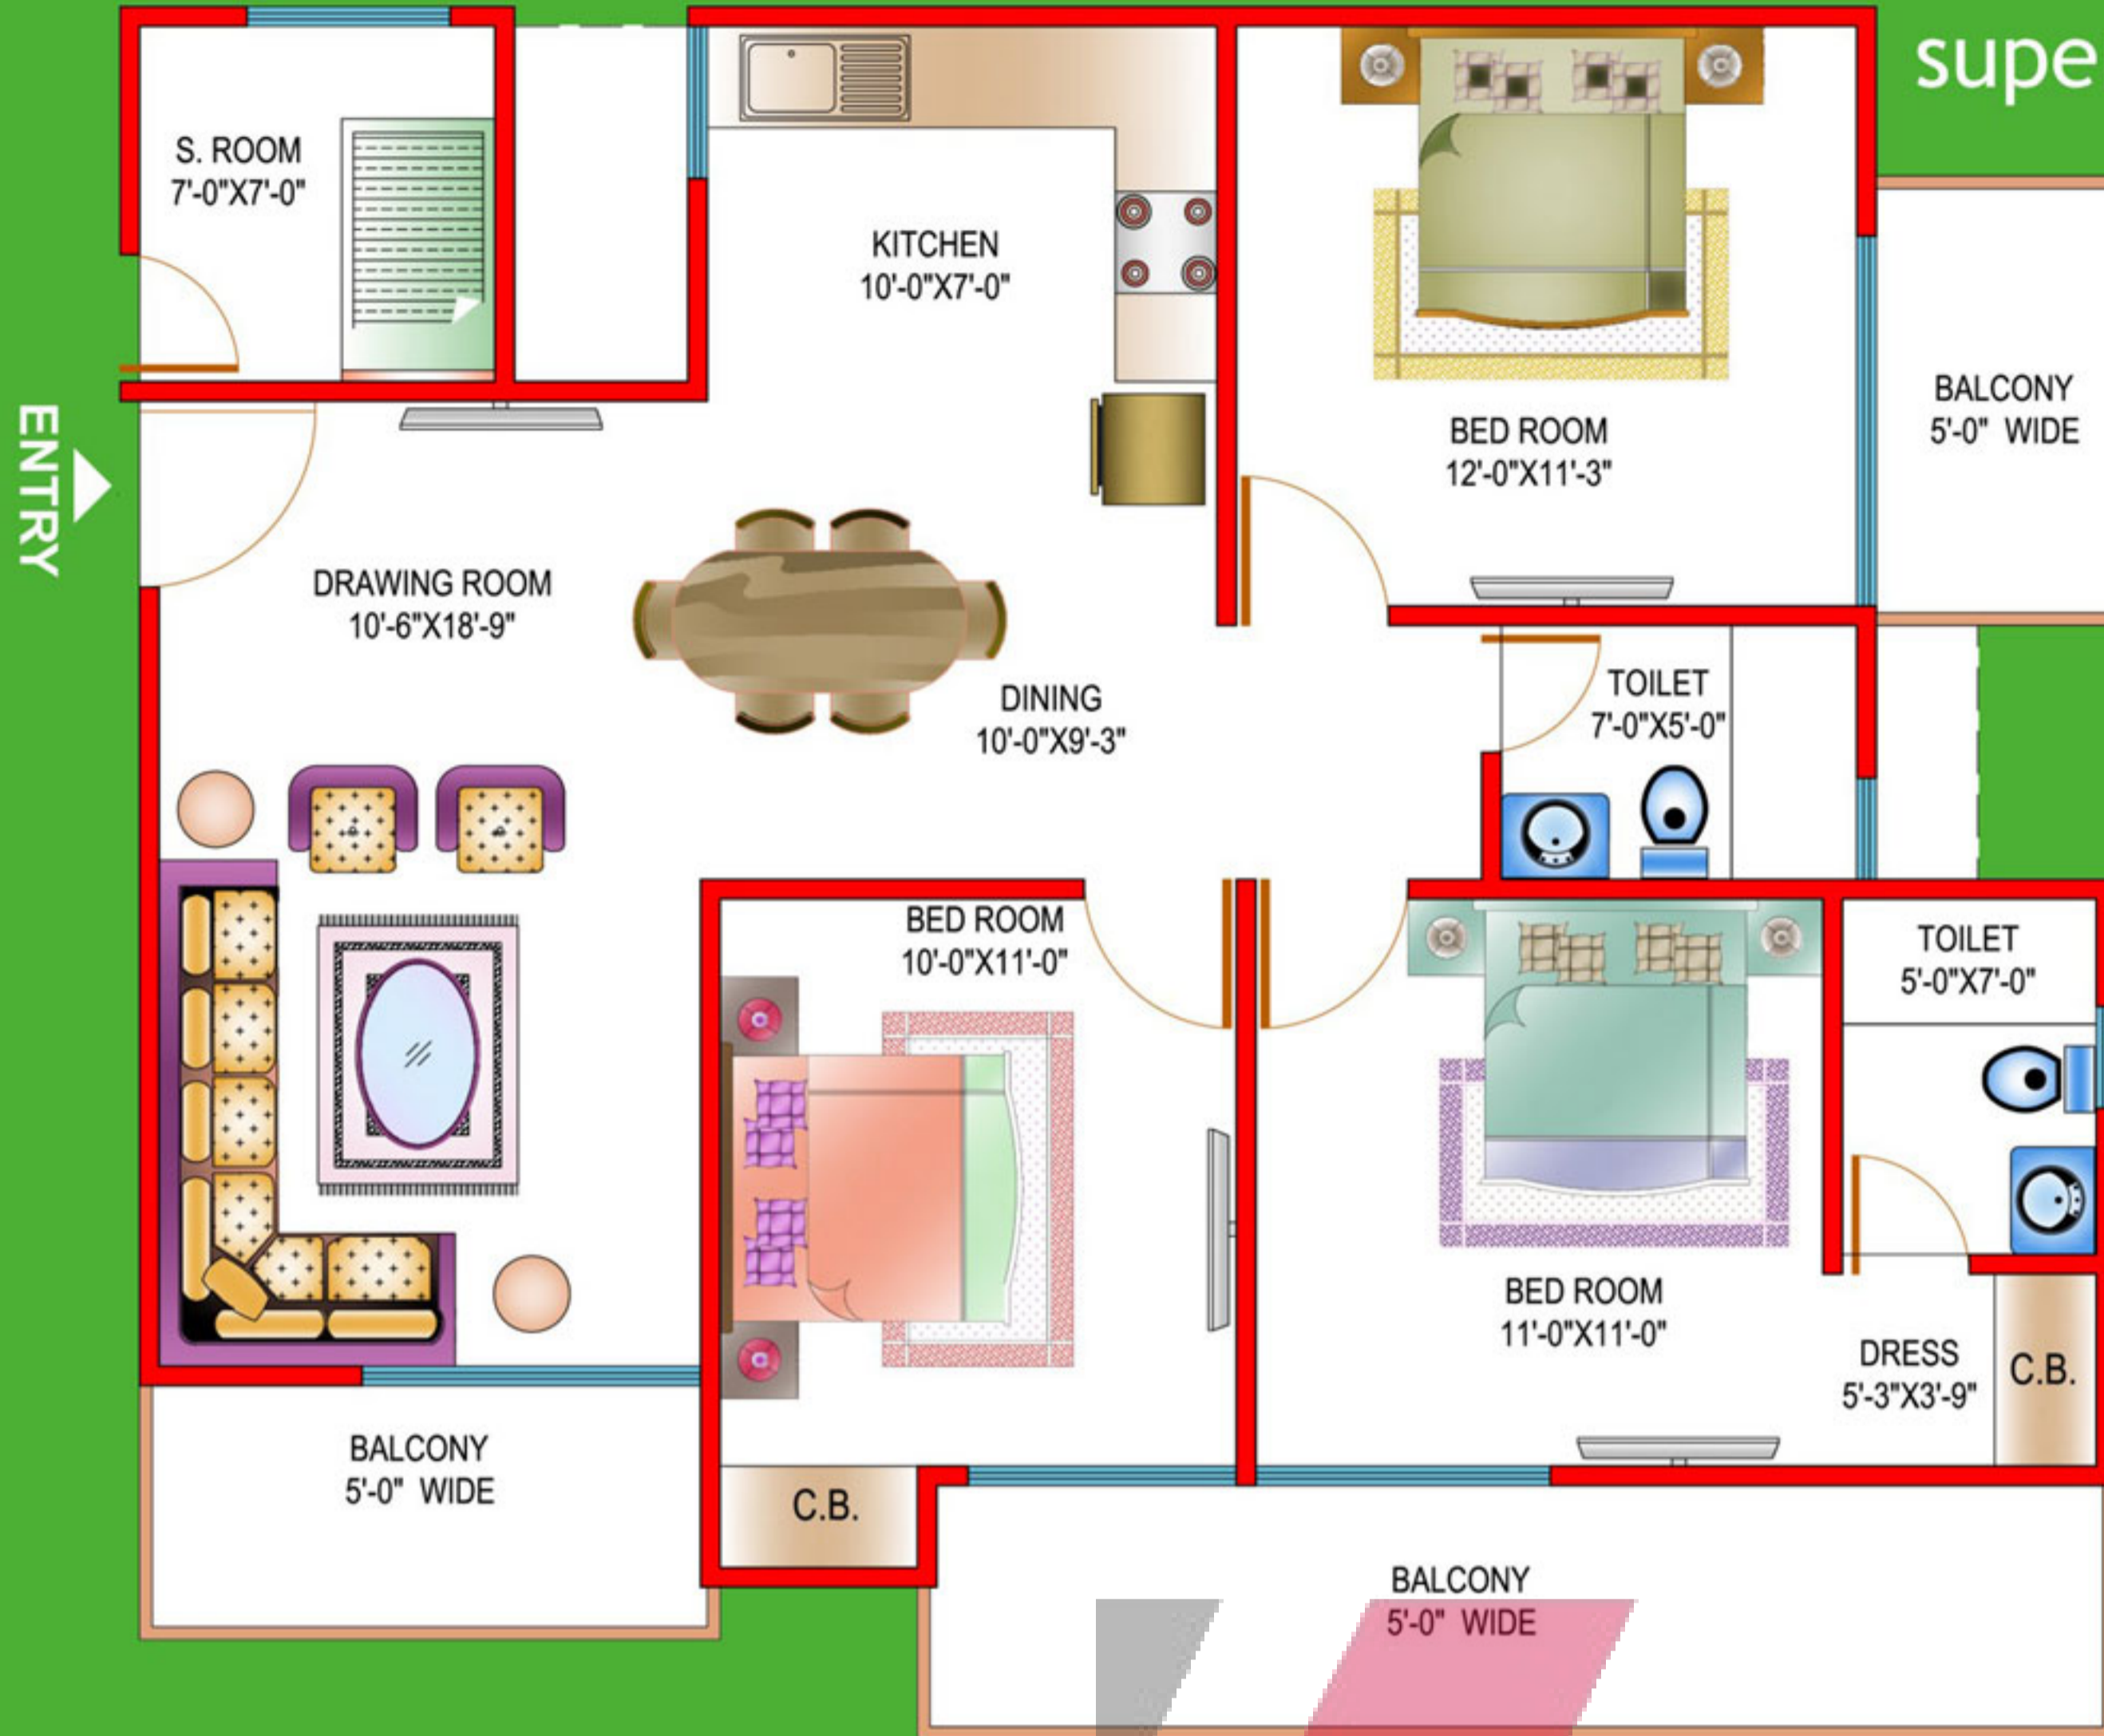 supe
S. ROOM
7'-0"X7'-0"
KITCHEN
10'-0"X7'-0"
BED ROOM
12'-0"X11'-3"
BALCONY
5'-0" WIDE
ENTRY
DRAWING ROOM
10'-6"X18'-9"
DINING
10'-0"X9'-3"
TOILET
7'-0"X5'-0"
BED ROOM
10'-0"X11'-0"
TOILET
5'-0"X7'-0"
BED ROOM
11'-0"X11'-0"
DRESS
5'-3"X3'-9"
C.B.
BALCONY
5'-0" WIDE
C.B.
BALCONY
5'-0" WIDE